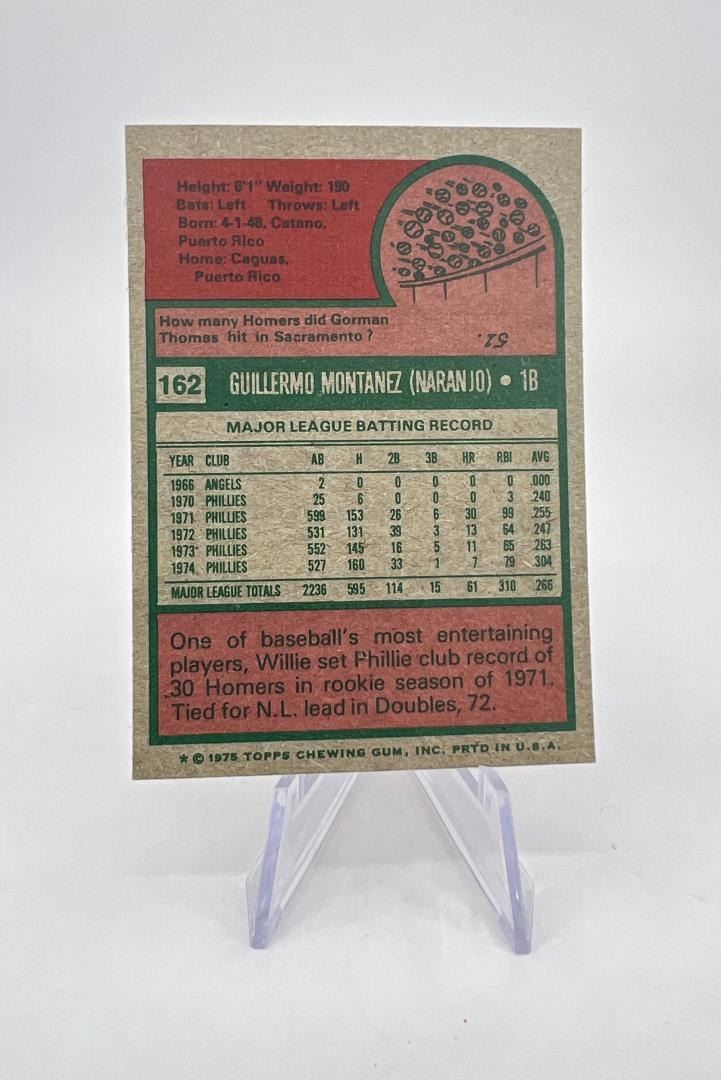 Height: 6'1" Weight: 190
Bats: Left Throws: Left
Born: 4-1-48, Catano,
Puerto Rico
Home: Caguas,
Puerto Rico
How many Homers did Gorman
Thomas hit in Sacramento?
51.
162 GUILLERMO MONTANEZ (NARANJO) • 1B
MAJOR LEAGUE BATTING RECORD
YEAR CLUB AB H 2B 3B HR RBI AVG
1966 ANGELS 2 0 0 0 0 0 .000
1970 PHILLIES 25 6 0 0 0 3 .240
1971 PHILLIES 599 153 26 6 30 99 .255
1972 PHILLIES 531 131 39 3 13 64 .247
1973* PHILLIES 552 145 16 5 11 65 .263
1974 PHILLIES 527 160 33 1 7 79 .304
MAJOR LEAGUE TOTALS 2236 595 114 15 61 310 .266
One of baseball's most entertaining
players, Willie set Phillie club record of
30 Homers in rookie season of 1971.
Tied for N.L. lead in Doubles, 72.
* © 1975 TOPPS CHEWING GUM, INC. PRTD IN U.S.A.